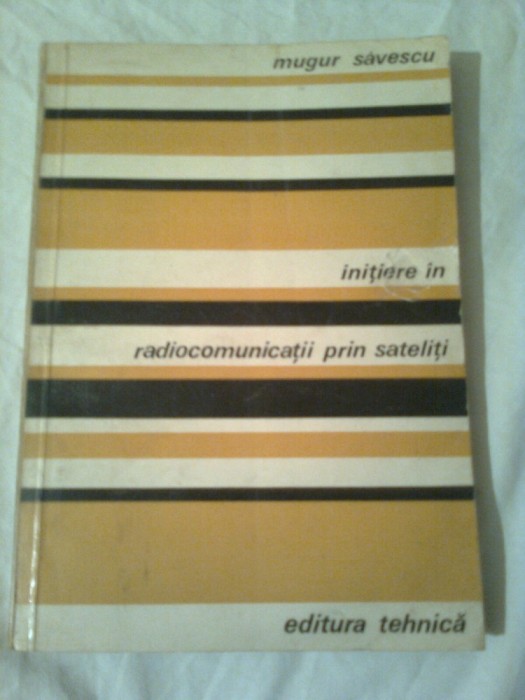 mugur săvescu
inițiere în
radiocomunicații prin sateliți
editura tehnică